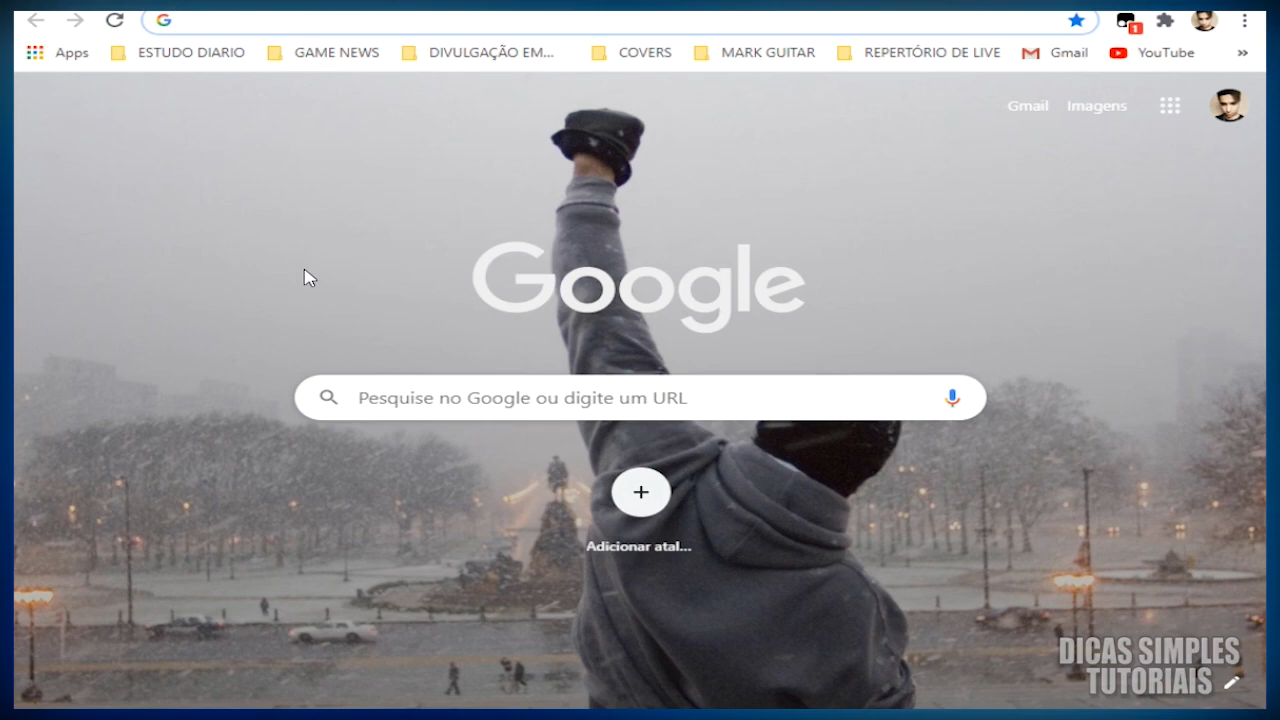 Apps ESTUDO DIARIO GAME NEWS DIVULGAÇÃO EM... COVERS MARK GUITAR REPERTÓRIO DE LIVE Gmail YouTube »
1
Gmail Imagens
Google
Pesquise no Google ou digite um URL
Adicionar atal...
DICAS SIMPLES
TUTORIAIS